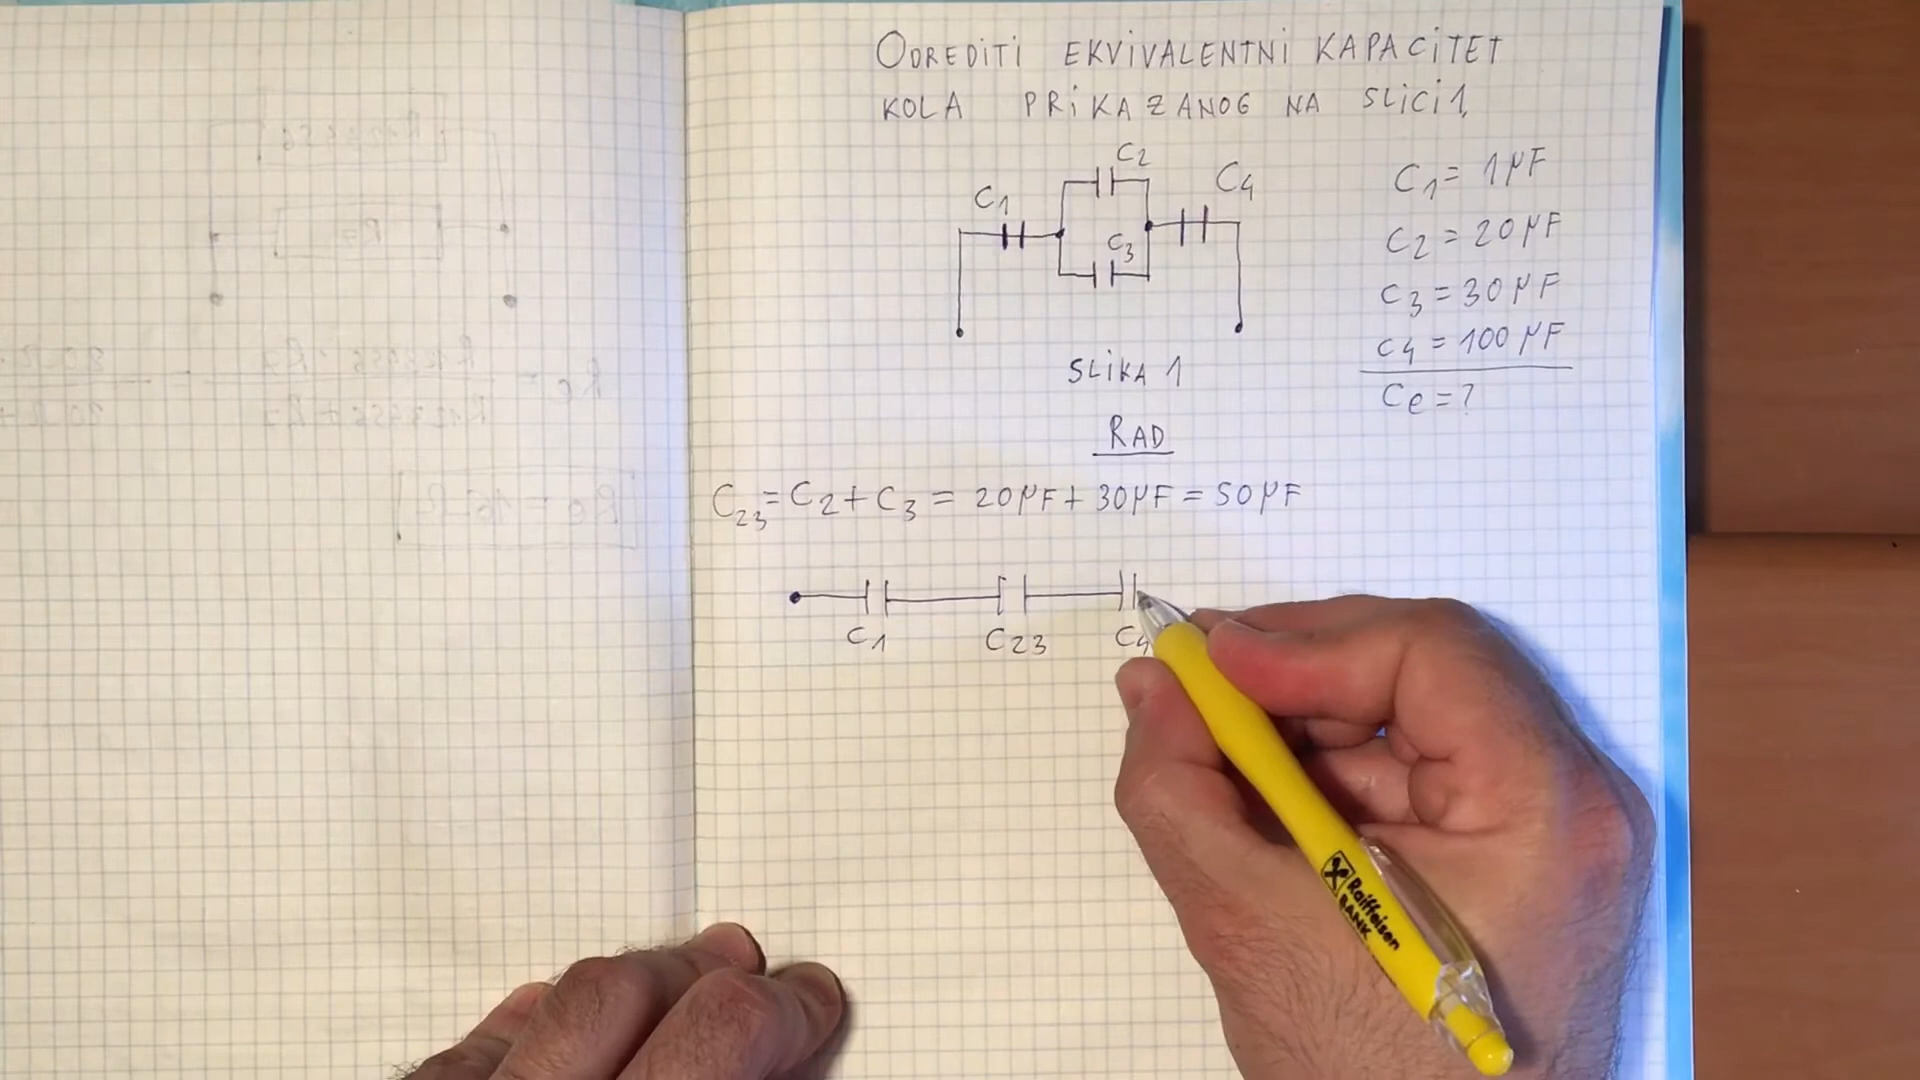 ODREDITI EKVIVALENTNI KAPACITET
KOLA PRIKAZANOG NA SLICI 1.
C1
C2
C3
C4
C1 = 1μF
C2 = 20μF
C3 = 30μF
C4 = 100μF
Ce = ?
SLIKA 1
RAD
C23 = C2 + C3 = 20μF + 30μF = 50μF
C1
C23
C4
Raiffeisen
BANK